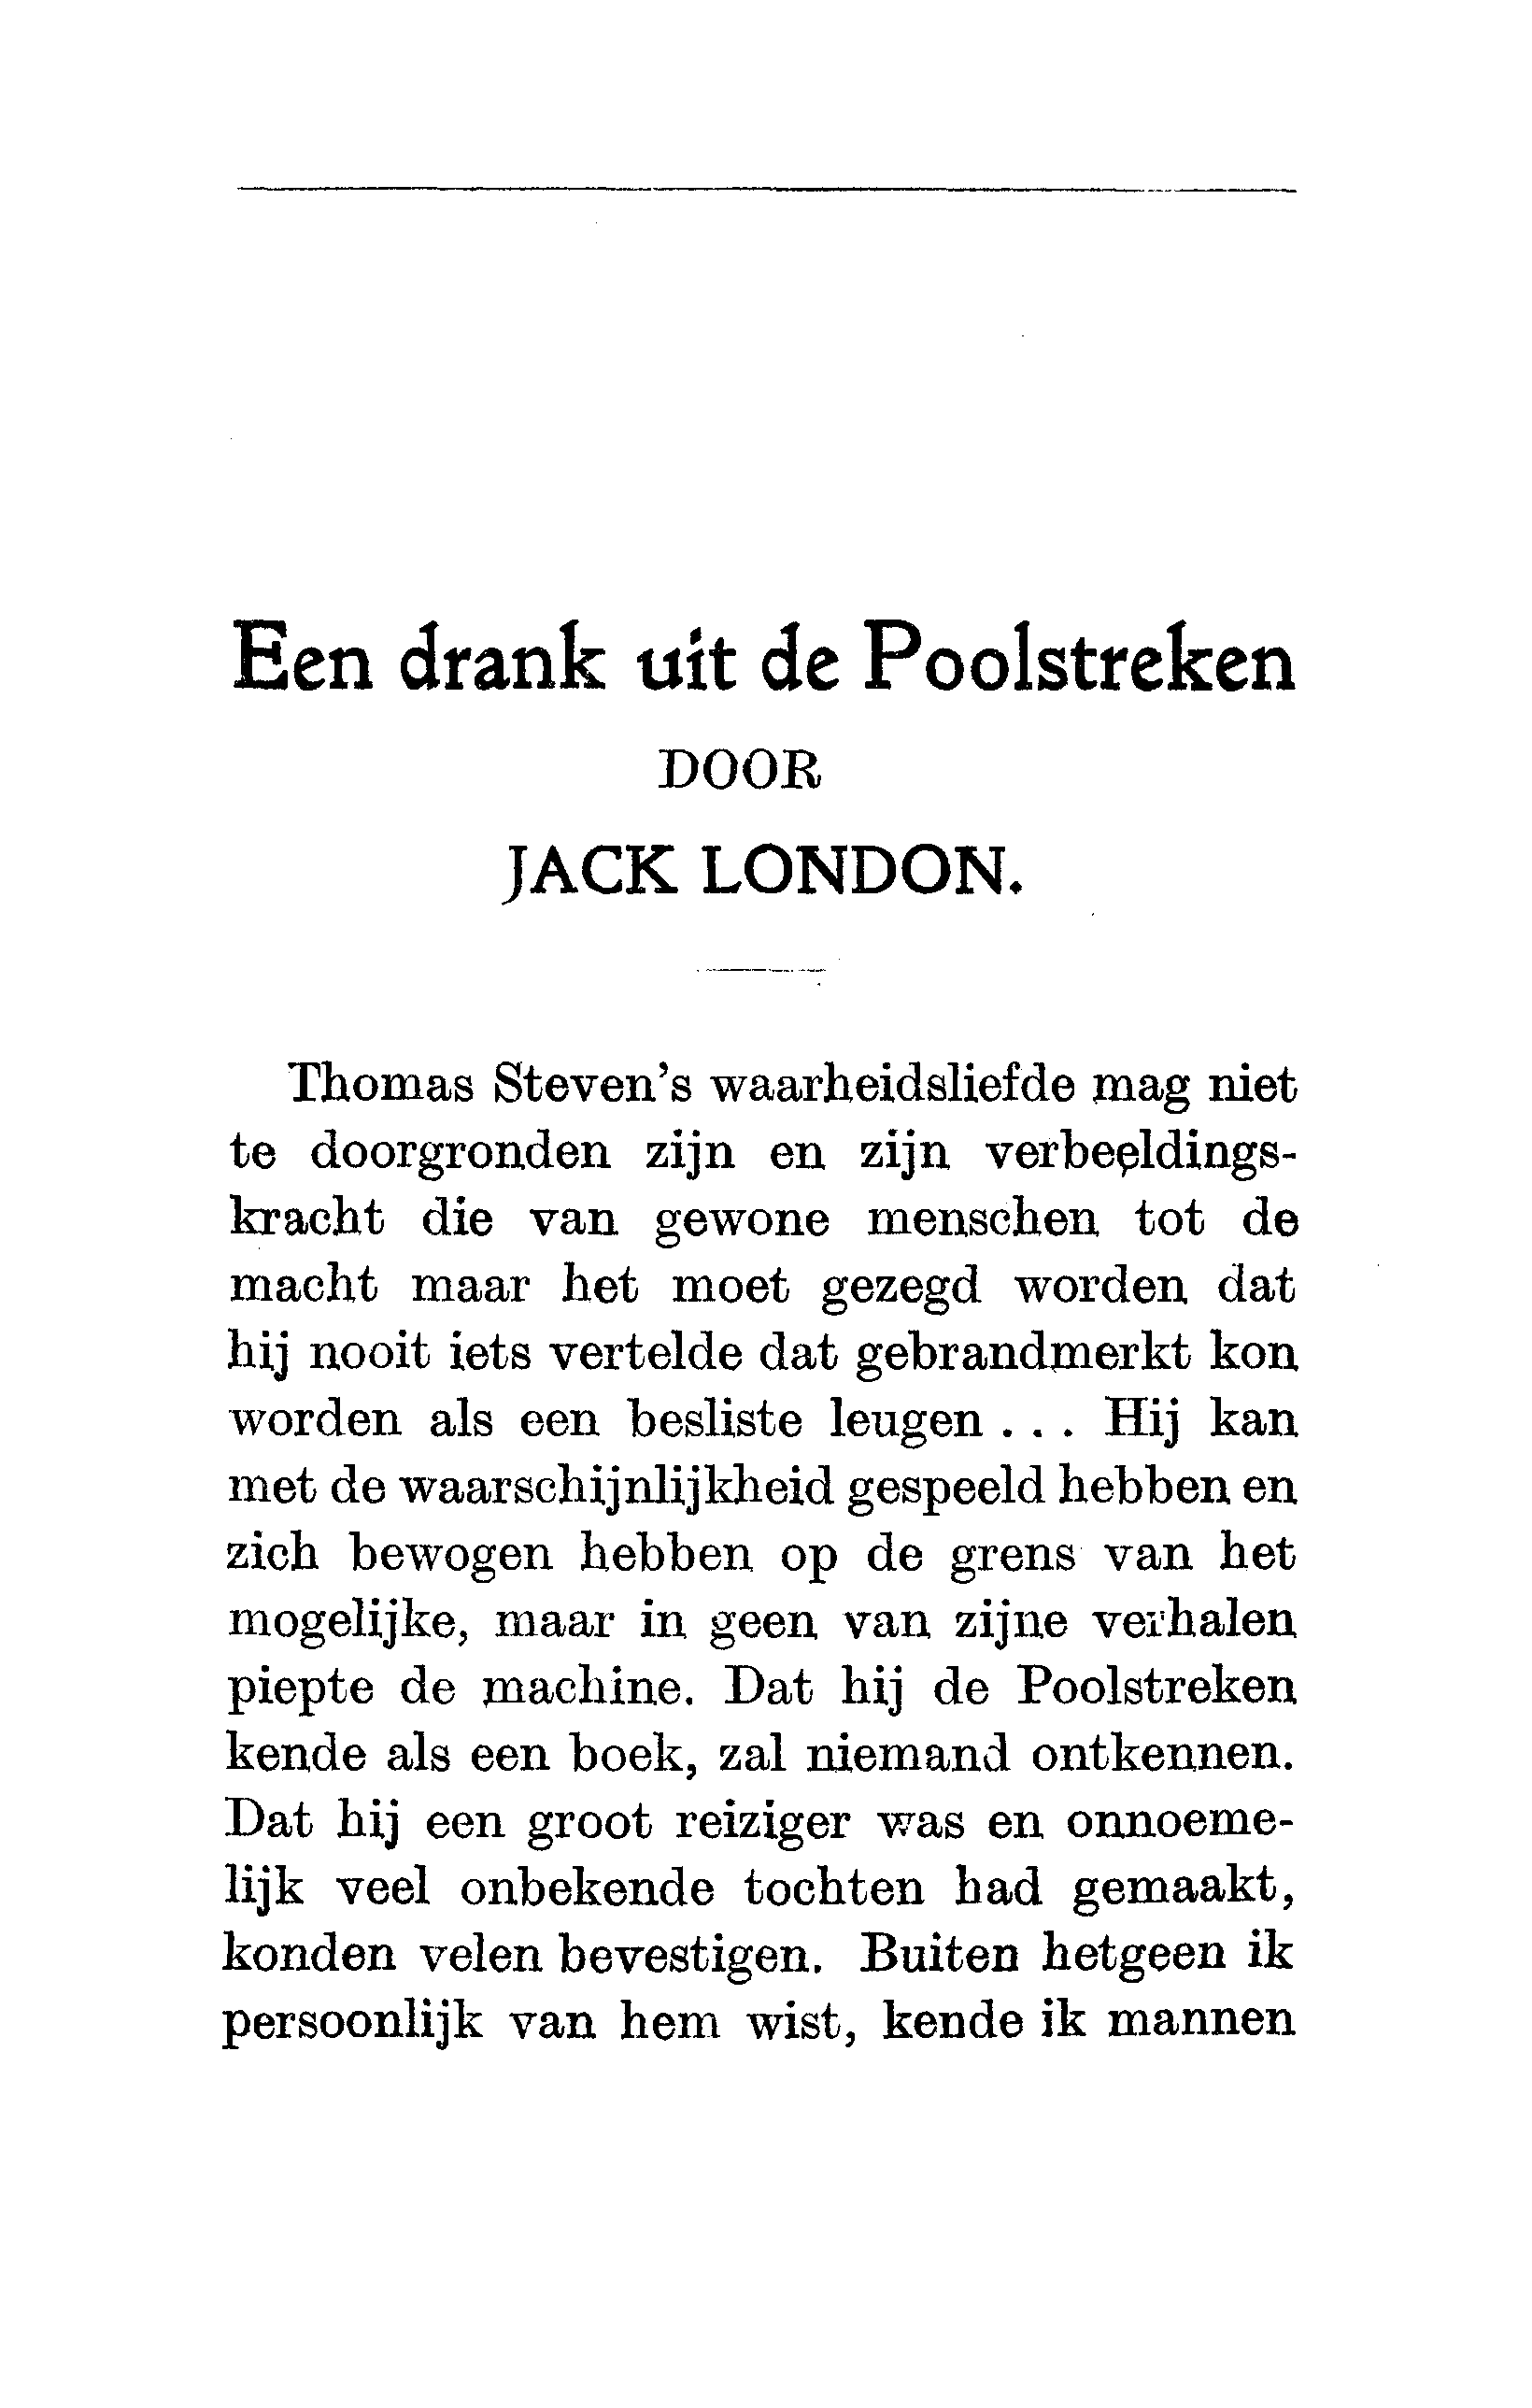 Een drank uit de Poolstreken
DOOR
JACK LONDON.
Thomas Steven's waarheidsliefde mag niet
te doorgronden zijn en zijn verbeeldings-
kracht die van gewone menschen tot de
macht maar het moet gezegd worden dat
hij nooit iets vertelde dat gebrandmerkt kon
worden als een besliste leugen . . . Hij kan
met de waarschijnlijkheid gespeeld hebben en
zich bewogen hebben op de grens van het
mogelijke, maar in geen van zijne verhalen
piepte de machine. Dat hij de Poolstreken
kende als een boek, zal niemand ontkennen.
Dat hij een groot reiziger was en onnoeme-
lijk veel onbekende tochten had gemaakt,
konden velen bevestigen. Buiten hetgeen ik
persoonlijk van hem wist, kende ik mannen